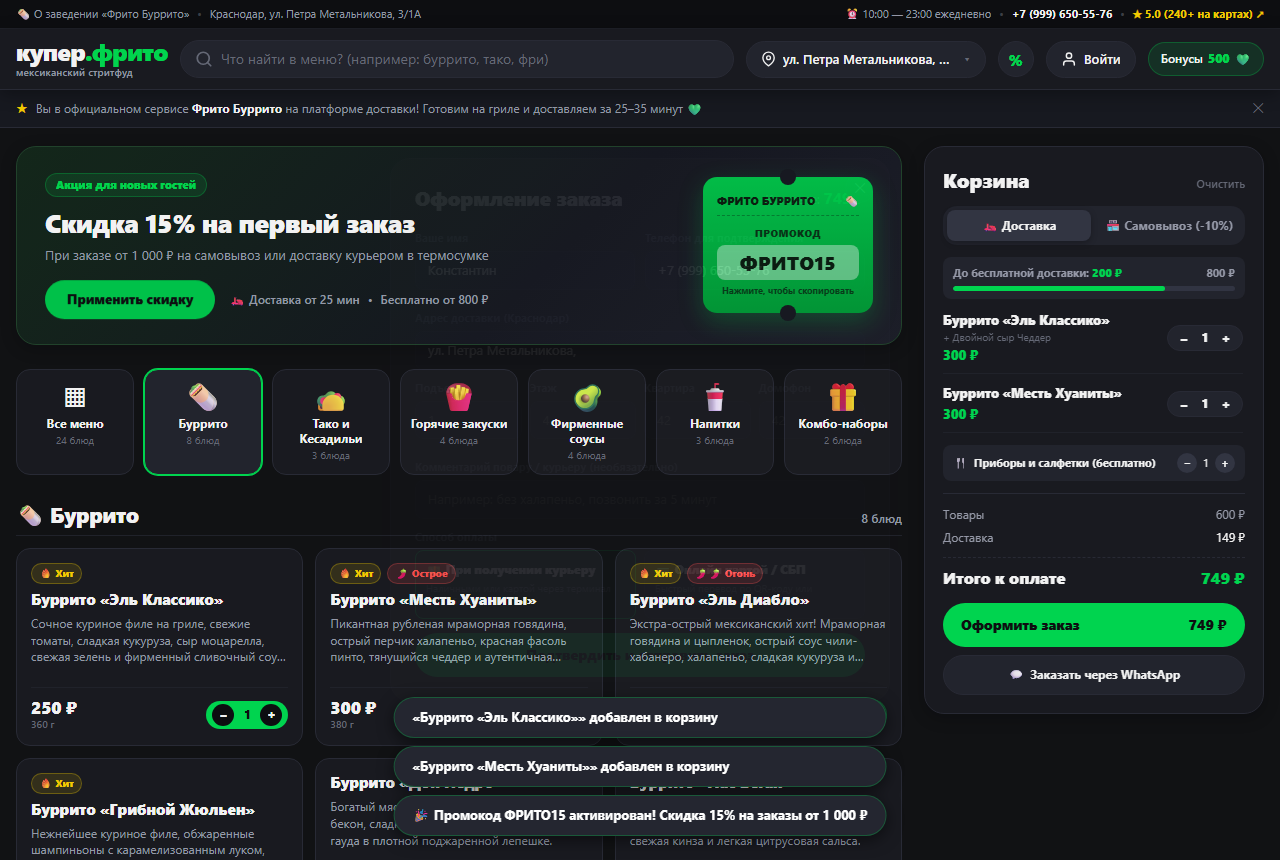 О заведении «Фрито Буррито» • Краснодар, ул. Петра Метальникова, 3/1А
10:00 — 23:00 ежедневно • +7 (999) 650-55-76 • ★ 5.0 (240+ на картах) ↗
купер.фрито
мексиканский стритфуд
Что найти в меню? (например: буррито, тако, фри)
ул. Петра Метальникова, ...
%
Войти
Бонусы 500
★ Вы в официальном сервисе Фрито Буррито на платформе доставки! Готовим на гриле и доставляем за 25–35 минут
Акция для новых гостей
Скидка 15% на первый заказ
При заказе от 1 000 ₽ на самовывоз или доставку курьером в термосумке
Применить скидку
Доставка от 25 мин • Бесплатно от 800 ₽
ФРИТО БУРРИТО
ПРОМОКОД
ФРИТО15
Нажмите, чтобы скопировать
Оформление заказа
Константин
+7 (999) 650-55-76
Адрес доставки (Краснодар)
ул. Петра Метальникова,
Все меню
24 блюд
Буррито
8 блюд
Тако и Кесадильи
3 блюда
Горячие закуски
4 блюда
Фирменные соусы
4 блюда
Напитки
3 блюда
Комбо-наборы
2 блюда
Буррито
8 блюд
Хит
Буррито «Эль Классико»
Сочное куриное филе на гриле, свежие
томаты, сладкая кукуруза, сыр моцарелла,
свежая зелень и фирменный сливочный соу...
250 ₽
360 г
− 1 +
Хит
Острое
Буррито «Месть Хуаниты»
Пикантная рубленая мраморная говядина,
острый перчик халапеньо, красная фасоль
пинто, тянущийся чеддер и аутентичная...
300 ₽
380 г
Хит
Огонь
Буррито «Эль Диабло»
Экстра-острый мексиканский хит! Мраморная
говядина и цыпленок, острый соус чили-
хабанеро, халапеньо, сладкая кукуруза и...
«Буррито «Эль Классико»» добавлен в корзину
«Буррито «Месть Хуаниты»» добавлен в корзину
Промокод ФРИТО15 активирован! Скидка 15% на заказы от 1 000 ₽
Хит
Буррито «Грибной Жюльен»
Нежнейшее куриное филе, обжаренные
шампиньоны с карамелизованным луком,
Буррито
Богатый
бекон,
гауда в плотной поджаренной лепешке.
свежая кинза и легкая цитрусовая сальса.
Корзина
Очистить
Доставка
Самовывоз (-10%)
До бесплатной доставки: 200 ₽
800 ₽
Буррито «Эль Классико»
+ Двойной сыр Чеддер
300 ₽
− 1 +
Буррито «Месть Хуаниты»
300 ₽
− 1 +
Приборы и салфетки (бесплатно)
− 1 +
Товары 600 ₽
Доставка 149 ₽
Итого к оплате 749 ₽
Оформить заказ 749 ₽
Заказать через WhatsApp